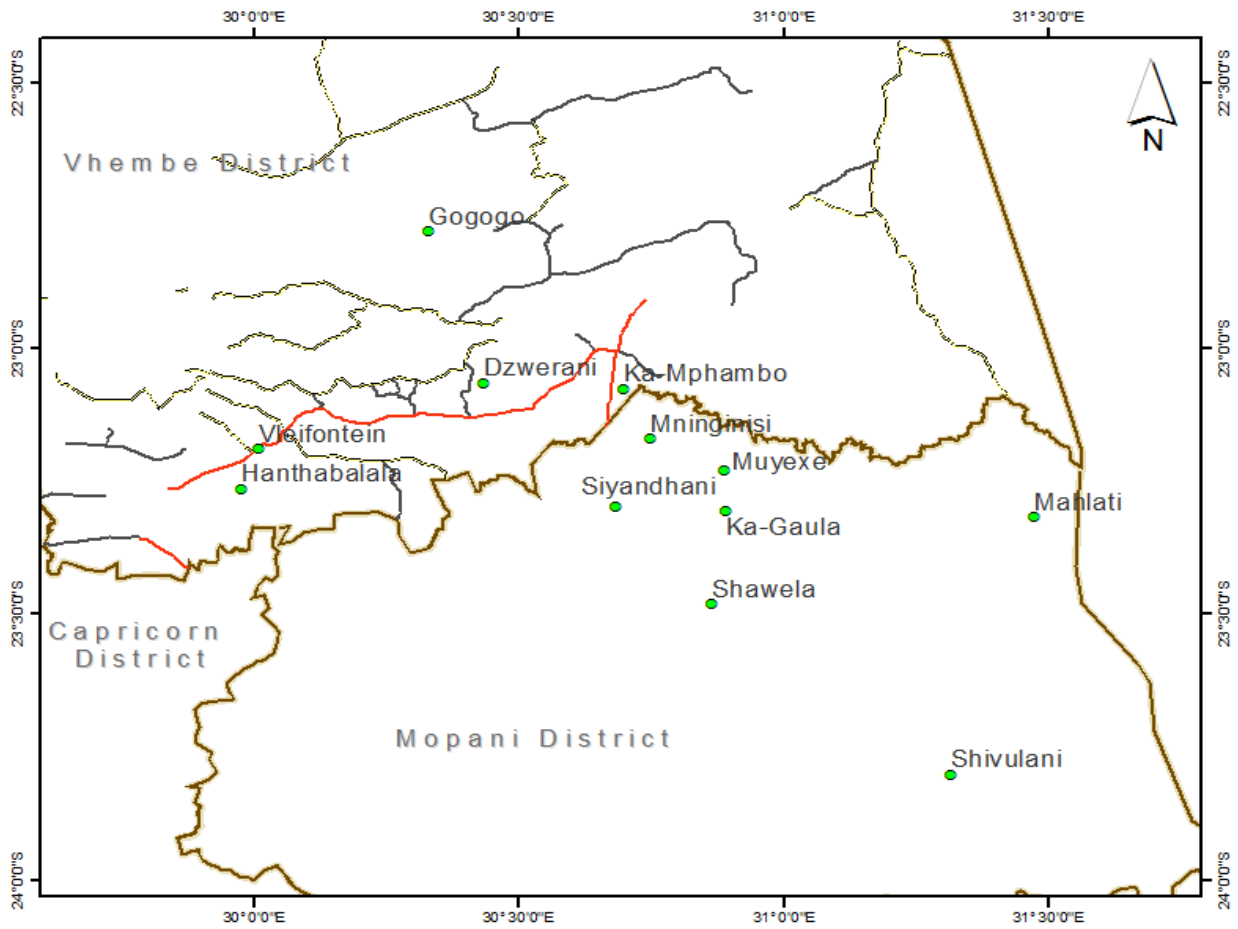 30°0'0"E
30°30'0"E
31°0'0"E
31°30'0"E
22°30'0"S
22°30'0"S
N
Vhembe District
Gogogo
23°0'0"S
23°0'0"S
Dzwerani
Ka-Mphambo
Mninginisi
Vleifontein
Muyexe
Hanthabalala
Siyandhani
Mahlati
Ka-Gaula
Shawela
23°30'0"S
23°30'0"S
Capricorn
District
Mopani District
Shivulani
24°0'0"S
24°0'0"S
30°0'0"E
30°30'0"E
31°0'0"E
31°30'0"E